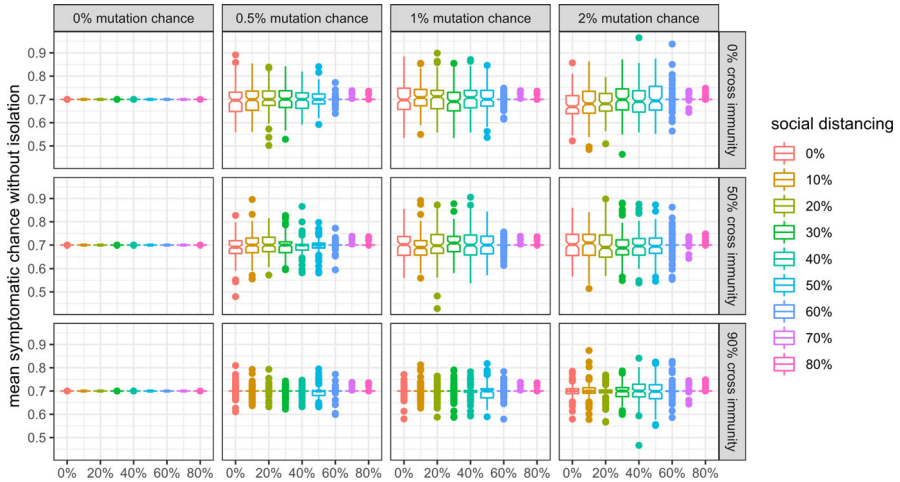 0% mutation chance
0.5% mutation chance
1% mutation chance
2% mutation chance
mean symptomatic chance without isolation
0.9
0.8
0.7
0.6
0.5
0% cross immunity
0.9
0.8
0.7
0.6
0.5
50% cross immunity
0.9
0.8
0.7
0.6
0.5
90% cross immunity
0% 20% 40% 60% 80%
0% 20% 40% 60% 80%
0% 20% 40% 60% 80%
0% 20% 40% 60% 80%
social distancing
0%
10%
20%
30%
40%
50%
60%
70%
80%